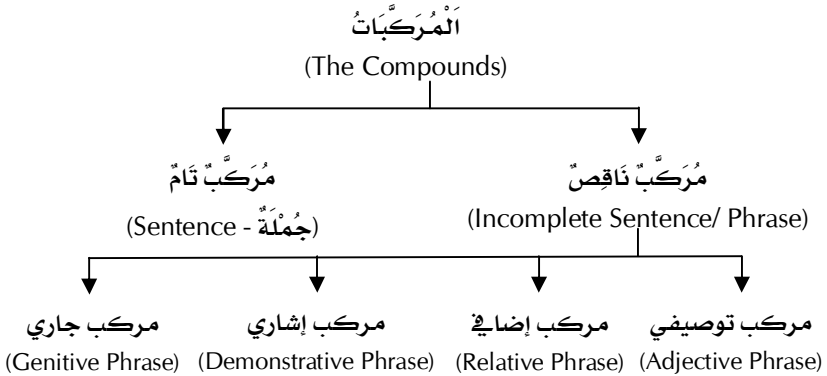 اَلْمُرَكَّبَاتُ
(The Compounds)
مُرَكَّبٌ تَامٌ
(Sentence - جُمْلَةٌ)
مُرَكَّبٌ نَاقِصٌ
(Incomplete Sentence/ Phrase)
مركب جاري
(Genitive Phrase)
مركب إشاري
(Demonstrative Phrase)
مركب إضافي
(Relative Phrase)
مركب توصيفي
(Adjective Phrase)